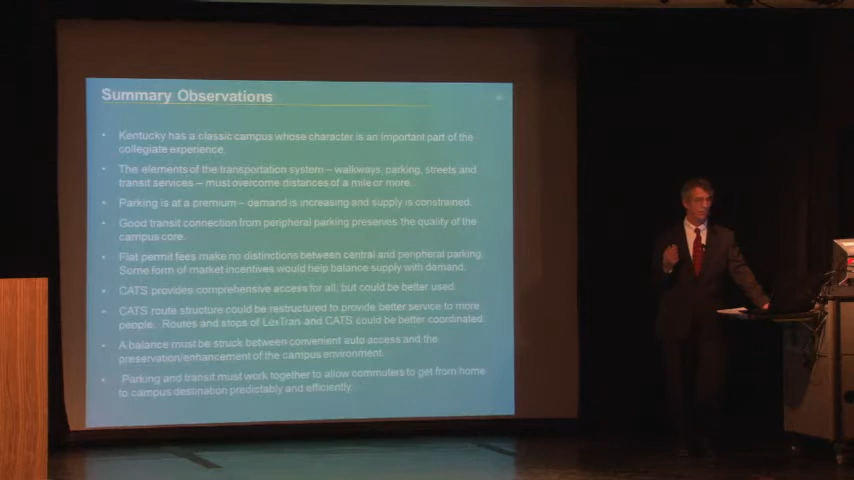 Summary Observations
• Kentucky has a classic campus whose character is an important part of the
collegiate experience.
• The elements of the transportation system – walkways, parking, streets and
transit services – must overcome distances of a mile or more.
• Parking is at a premium – demand is increasing and supply is constrained.
• Good transit connection from peripheral parking preserves the quality of the
campus core.
• Flat permit fees make no distinctions between central and peripheral parking.
Some form of market incentives would help balance supply with demand.
• CATS provides comprehensive access for all, but could be better used.
• CATS route structure could be restructured to provide better service to more
people. Routes and stops of LexTran and CATS could be better coordinated.
• A balance must be struck between convenient auto access and the
preservation/enhancement of the campus environment.
• Parking and transit must work together to allow commuters to get from home
to campus destination predictably and efficiently.